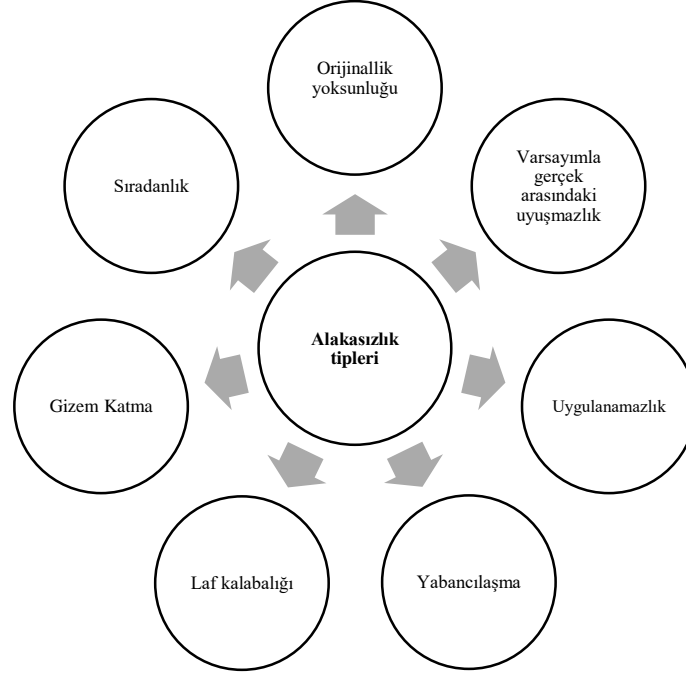 Orijinallik
yoksunluğu
Varsayımla
gerçek
arasındaki
uyuşmazlık
Uygulanamazlık
Yabancılaşma
Laf kalabalığı
Gizem Katma
Sıradanlık
Alakasızlık
tipleri